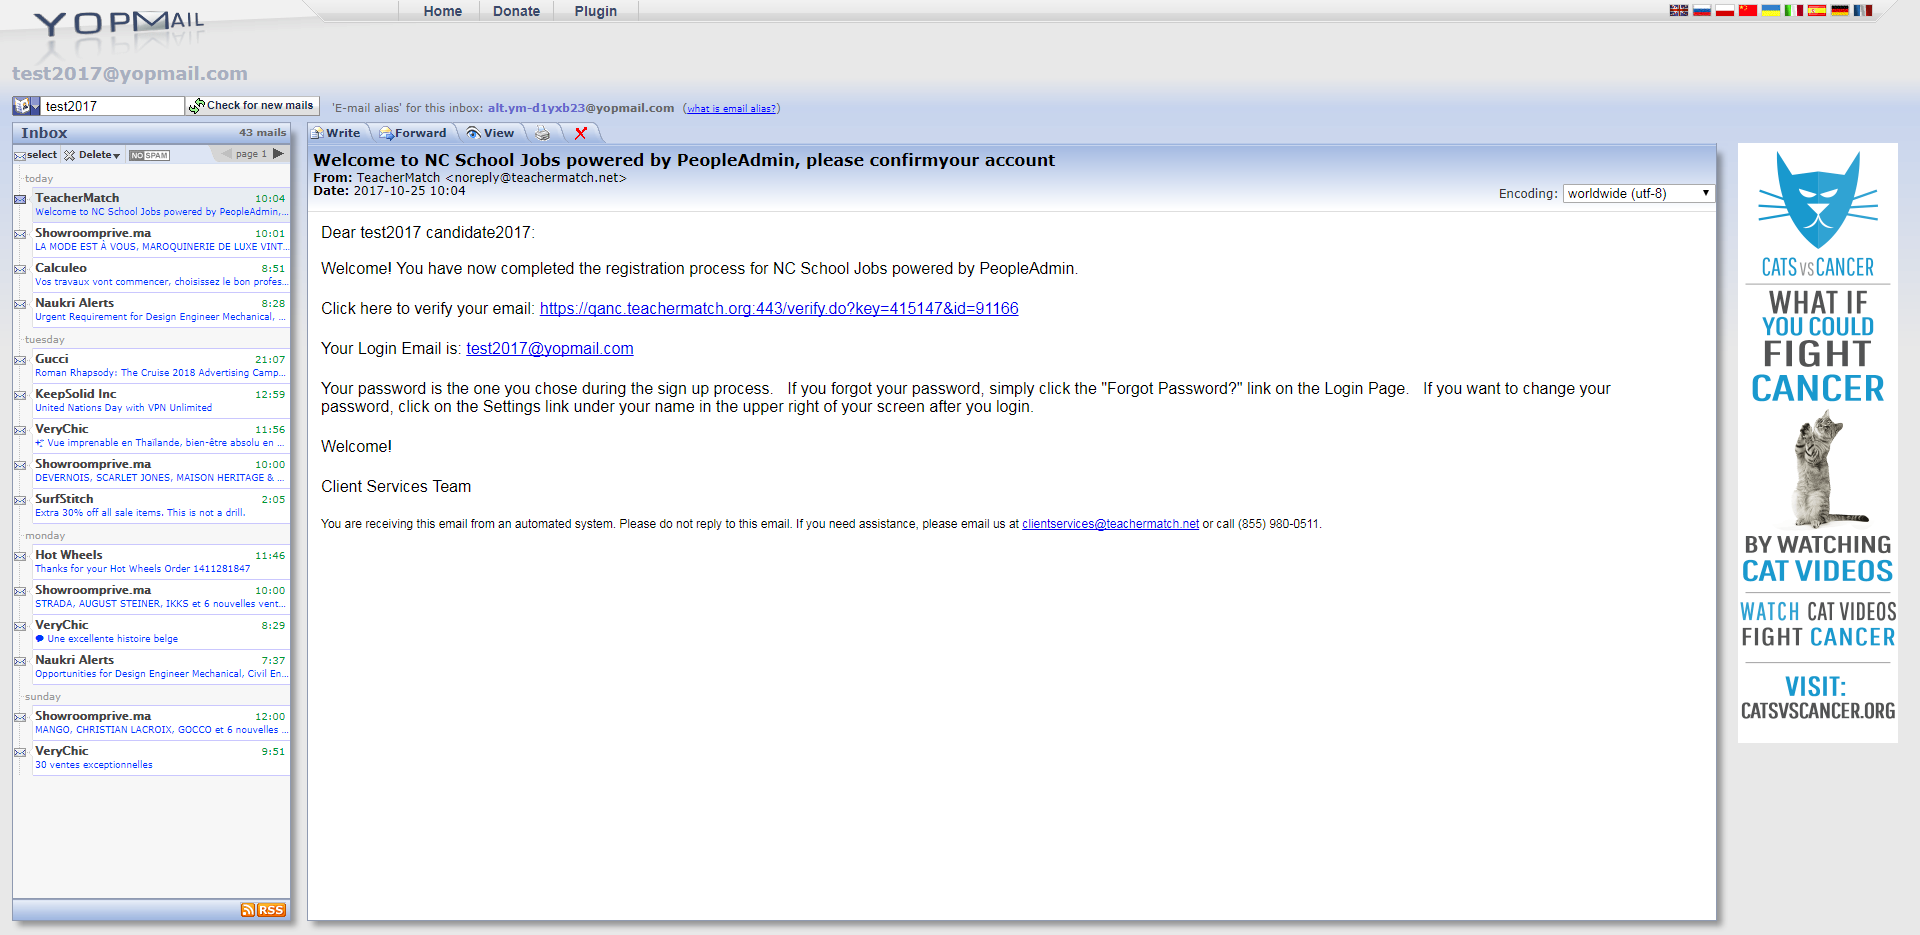 YOPMAIL
Home
Donate
Plugin
test2017@yopmail.com
test2017
Check for new mails
'E-mail alias' for this inbox: alt.ym-d1yxb23@yopmail.com (what is email alias?)
Inbox
43 mails
select
Delete
NO SPAM
page 1
today
TeacherMatch 10:04
Welcome to NC School Jobs powered by PeopleAdmin,...
Showroomprive.ma 10:01
LA MODE EST À VOUS, MAROQUINERIE DE LUXE VINT...
Calculeo 8:51
Vos travaux vont commencer, choisissez le bon profes...
Naukri Alerts 8:28
Urgent Requirement for Design Engineer Mechanical, ...
tuesday
Gucci 21:07
Roman Rhapsody: The Cruise 2018 Advertising Camp...
KeepSolid Inc 12:59
United Nations Day with VPN Unlimited
VeryChic 11:56
Vue imprenable en Thaïlande, bien-être absolu en ...
Showroomprive.ma 10:00
DEVERNOIS, SCARLET JONES, MAISON HERITAGE & ...
SurfStitch 2:05
Extra 30% off all sale items. This is not a drill.
monday
Hot Wheels 11:46
Thanks for your Hot Wheels Order 1411281847
Showroomprive.ma 10:00
STRADA, AUGUST STEINER, IKKS et 6 nouvelles vent...
VeryChic 8:29
Une excellente histoire belge
Naukri Alerts 7:37
Opportunities for Design Engineer Mechanical, Civil En...
sunday
Showroomprive.ma 12:00
MANGO, CHRISTIAN LACROIX, GOCCO et 6 nouvelles ...
VeryChic 9:51
30 ventes exceptionnelles
RSS
Write
Forward
View
Welcome to NC School Jobs powered by PeopleAdmin, please confirmyour account
From: TeacherMatch <noreply@teachermatch.net>
Date: 2017-10-25 10:04
Encoding: worldwide (utf-8)
Dear test2017 candidate2017:
Welcome! You have now completed the registration process for NC School Jobs powered by PeopleAdmin.
Click here to verify your email: https://qanc.teachermatch.org:443/verify.do?key=415147&id=91166
Your Login Email is: test2017@yopmail.com
Your password is the one you chose during the sign up process. If you forgot your password, simply click the "Forgot Password?" link on the Login Page. If you want to change your
password, click on the Settings link under your name in the upper right of your screen after you login.
Welcome!
Client Services Team
You are receiving this email from an automated system. Please do not reply to this email. If you need assistance, please email us at clientservices@teachermatch.net or call (855) 980-0511.
CATS VS CANCER
WHAT IF
YOU COULD
FIGHT
CANCER
BY WATCHING
CAT VIDEOS
WATCH CAT VIDEOS
FIGHT CANCER
VISIT:
CATSVSCANCER.ORG